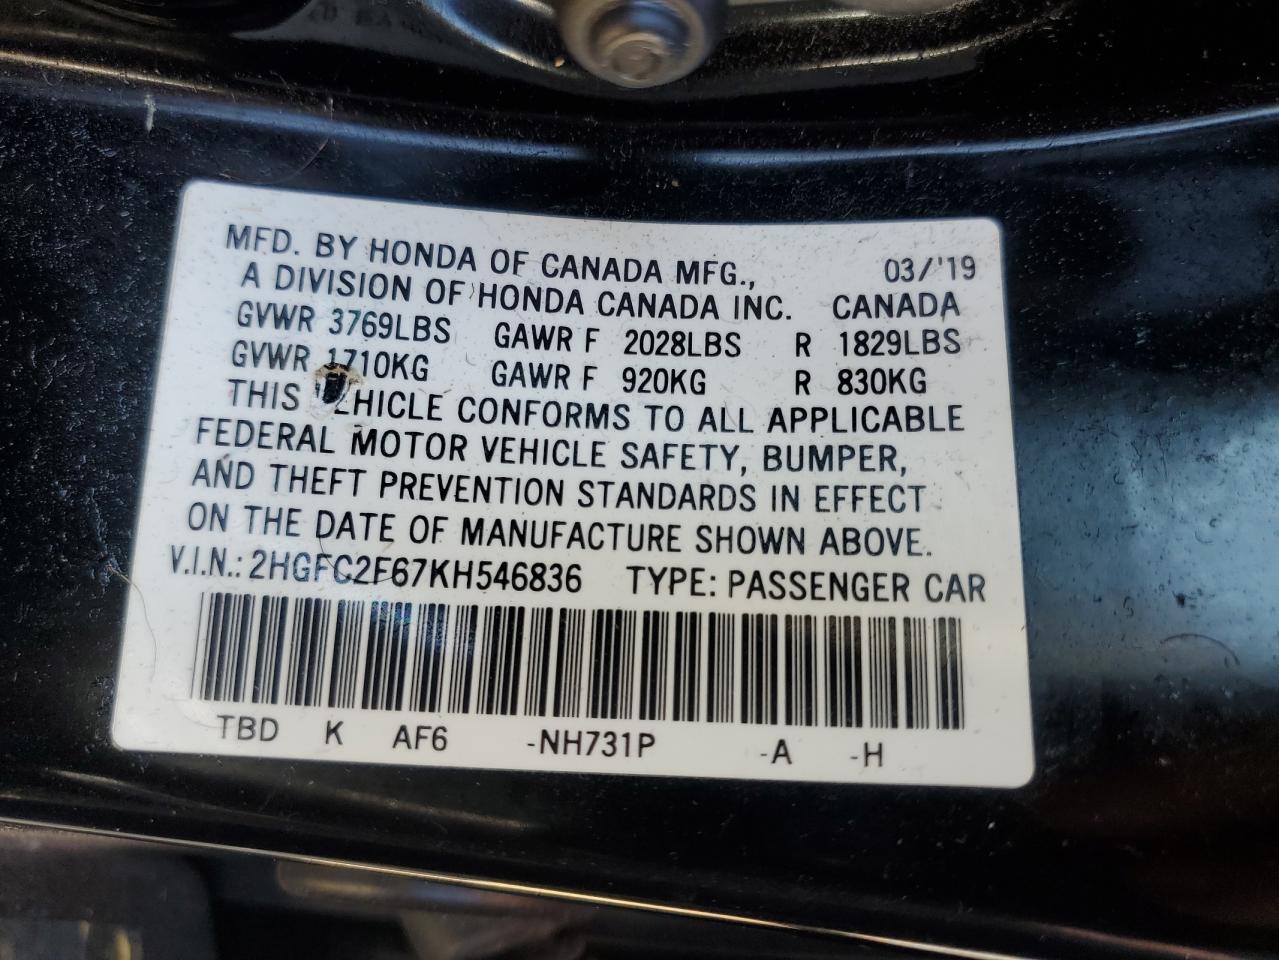 MFD. BY HONDA OF CANADA MFG., 03/'19
A DIVISION OF HONDA CANADA INC. CANADA
GVWR 3769LBS GAWR F 2028LBS R 1829LBS
GVWR 1710KG GAWR F 920KG R 830KG
THIS VEHICLE CONFORMS TO ALL APPLICABLE
FEDERAL MOTOR VEHICLE SAFETY, BUMPER,
AND THEFT PREVENTION STANDARDS IN EFFECT
ON THE DATE OF MANUFACTURE SHOWN ABOVE.
V.I.N.: 2HGFC2F67KH546836 TYPE: PASSENGER CAR
TBD K AF6 -NH731P -A -H